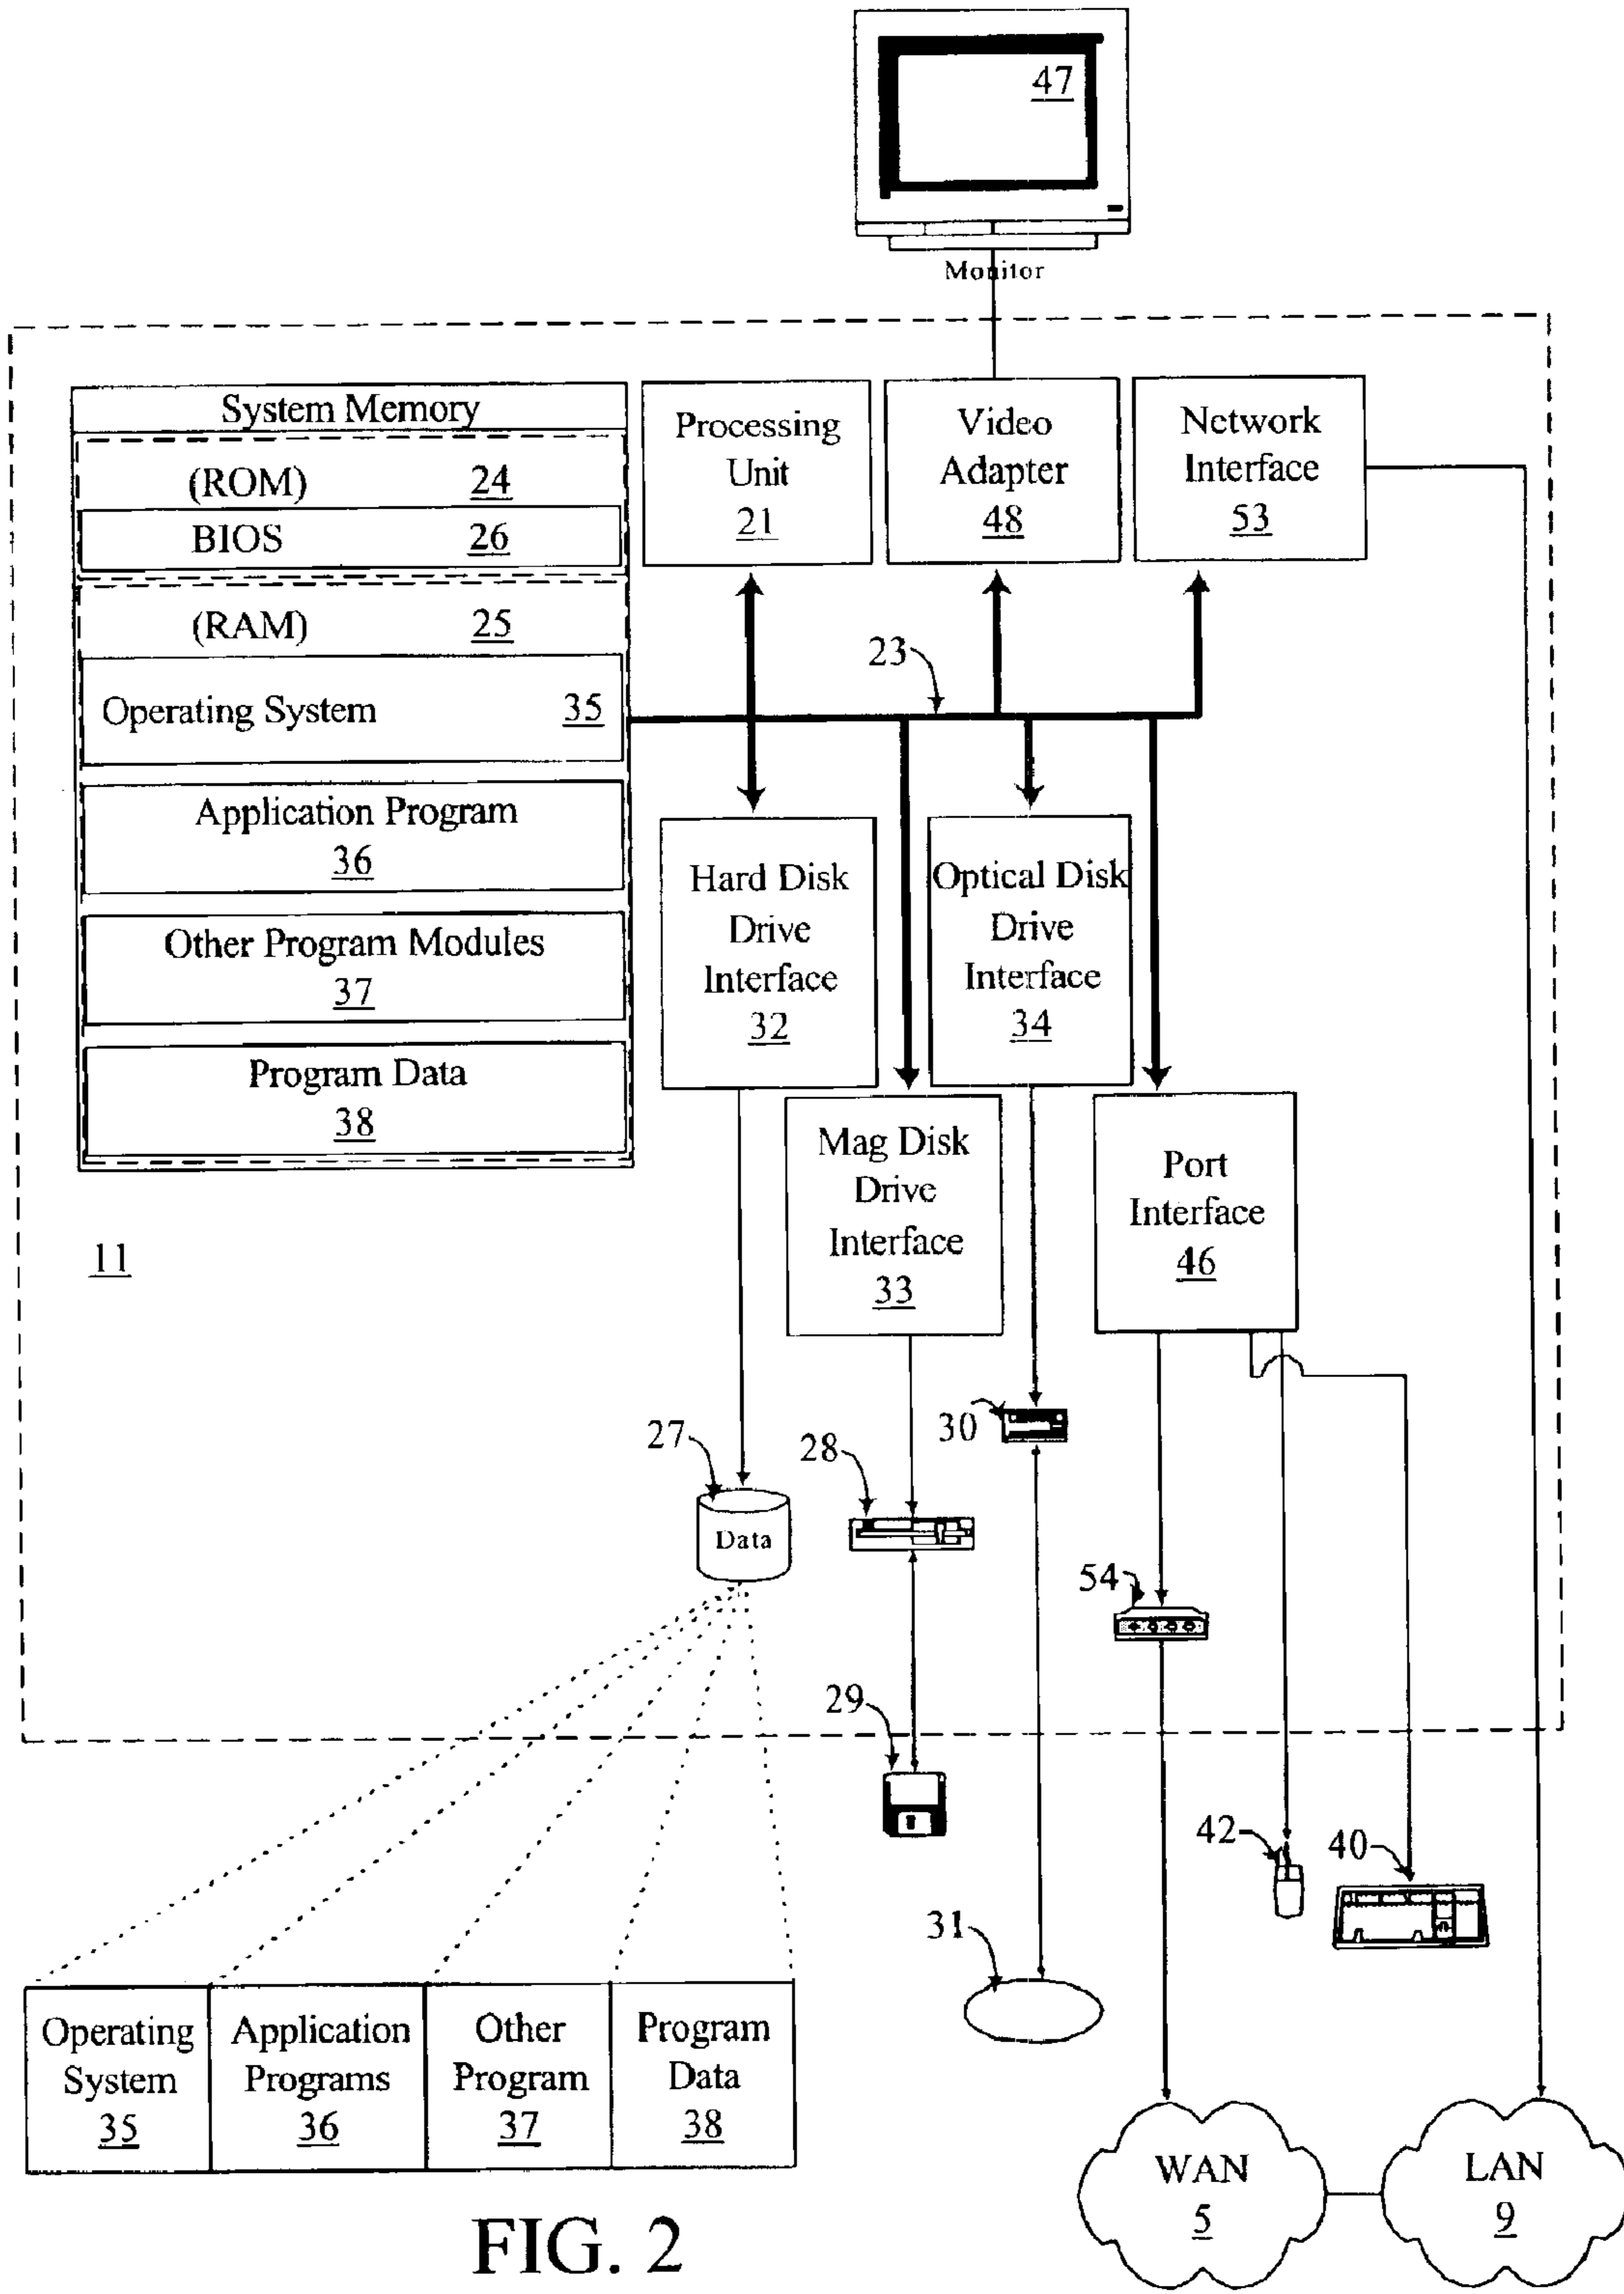 47
Monitor
System Memory
(ROM) 24
BIOS 26
(RAM) 25
Operating System 35
Application Program
36
Other Program Modules
37
Program Data
38
Processing
Unit
21
Video
Adapter
48
Network
Interface
53
23
Hard Disk
Drive
Interface
32
Optical Disk
Drive
Interface
34
Mag Disk
Drive
Interface
33
Port
Interface
46
11
27
Data
28
30
54
29
42
40
31
Operating
System
35
Application
Programs
36
Other
Program
37
Program
Data
38
WAN
5
LAN
9
FIG. 2